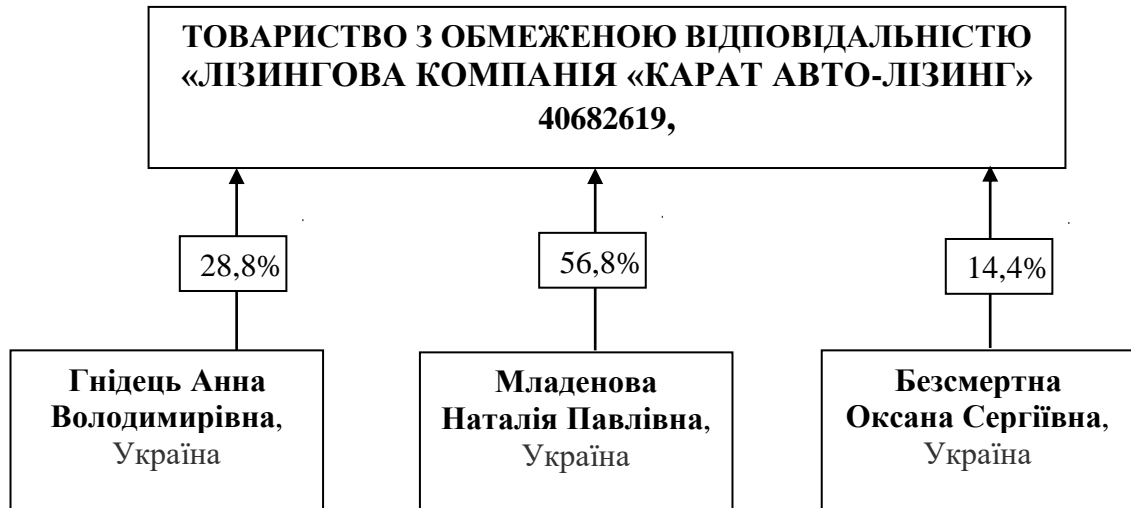 ТОВАРИСТВО З ОБМЕЖЕНОЮ ВІДПОВІДАЛЬНІСТЮ
«ЛІЗИНГОВА КОМПАНІЯ «КАРАТ АВТО-ЛІЗИНГ»
40682619,
28,8%
56,8%
14,4%
Гнідець Анна
Володимирівна,
Україна
Младенова
Наталія Павлівна,
Україна
Безсмертна
Оксана Сергіївна,
Україна